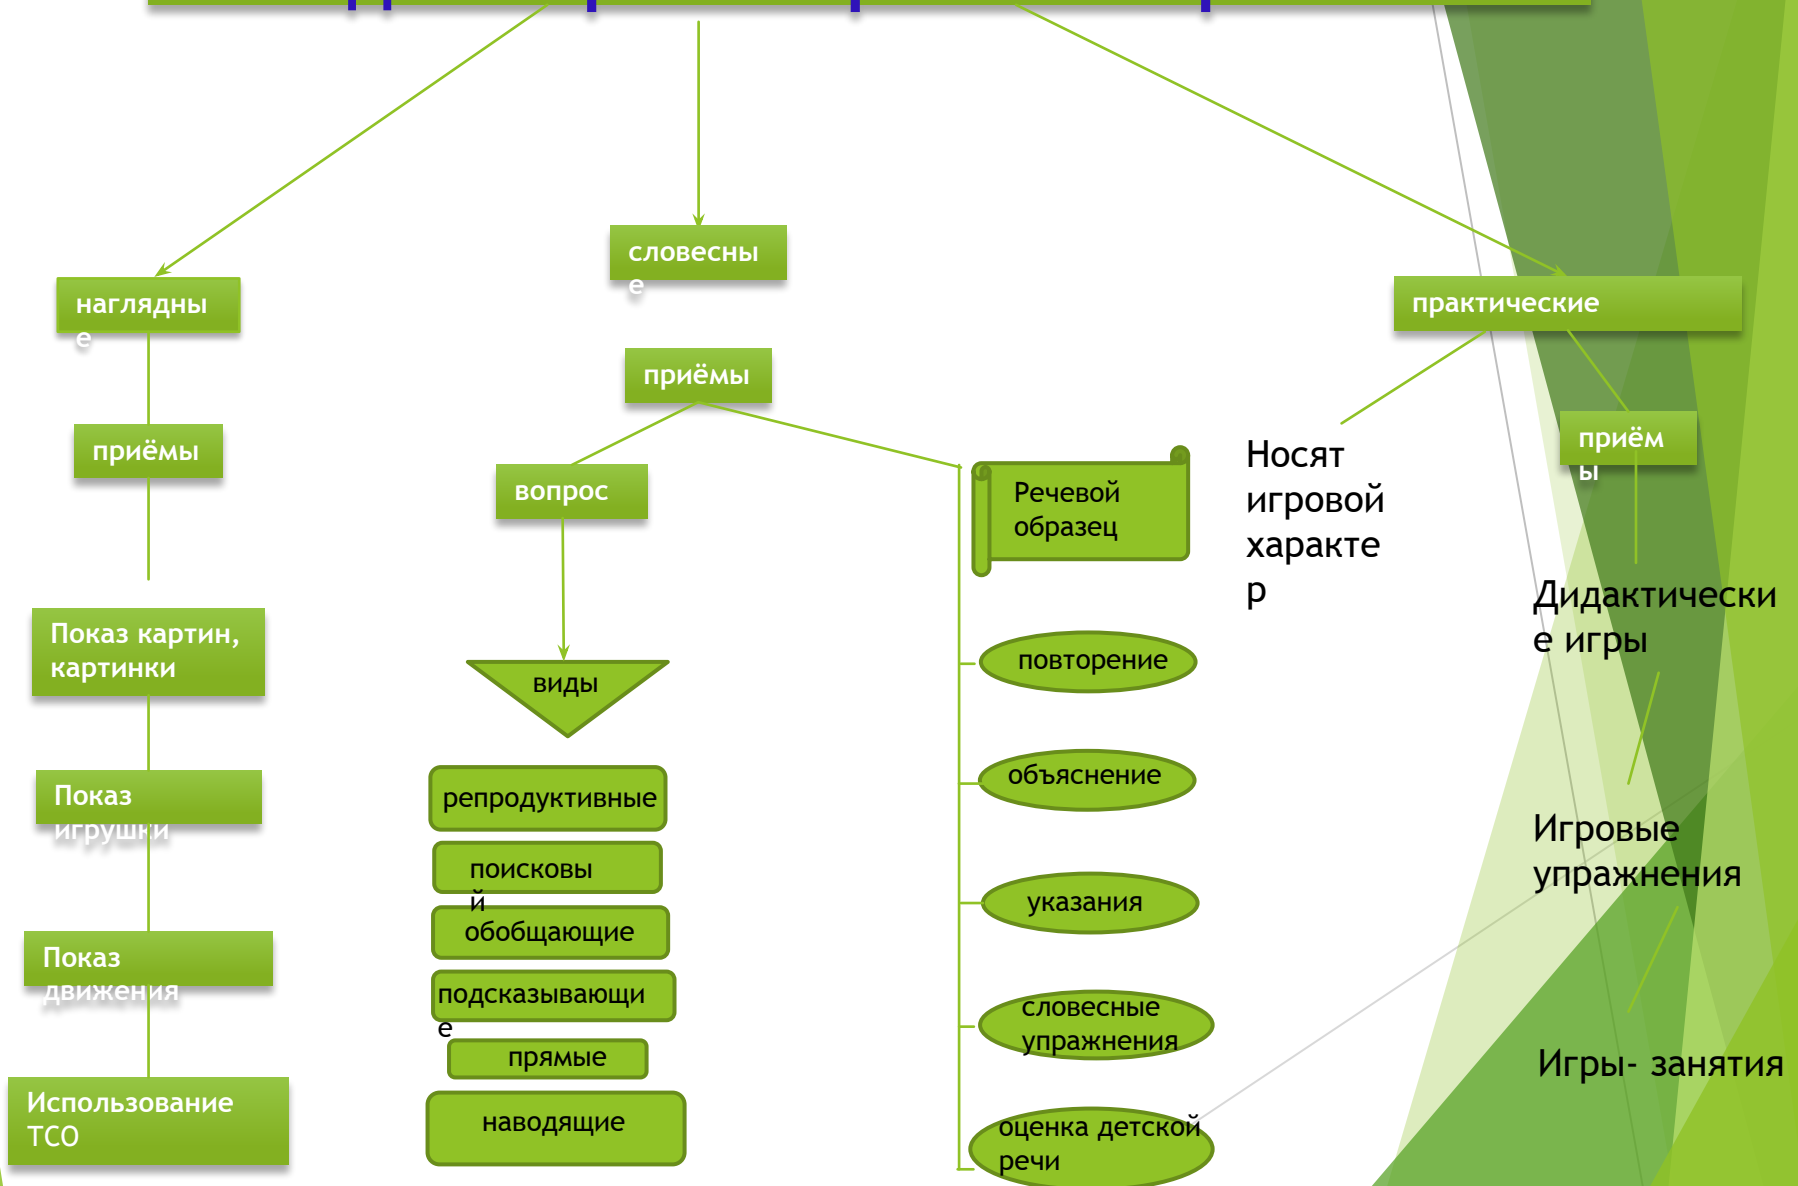 наглядны
е
приёмы
Показ картин,
картинки
Показ
игрушки
Показ
движения
Использование
ТСО
словесны
е
приёмы
вопрос
виды
репродуктивные
поисковы
й
обобщающие
подсказывающи
е
прямые
наводящие
Речевой
образец
повторение
объяснение
указания
словесные
упражнения
оценка детской
речи
практические
Носят
игровой
характе
р
приём
ы
Дидактически
е игры
Игровые
упражнения
Игры- занятия